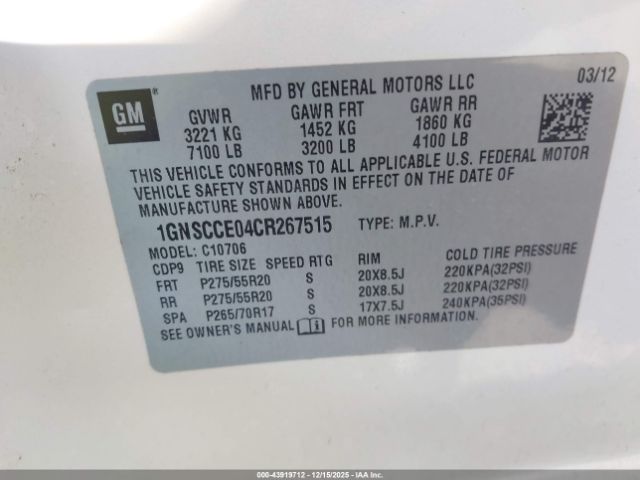 GM ®
MFD BY GENERAL MOTORS LLC 03/12
GVWR GAWR FRT GAWR RR
3221 KG 1452 KG 1860 KG
7100 LB 3200 LB 4100 LB
THIS VEHICLE CONFORMS TO ALL APPLICABLE U.S. FEDERAL MOTOR
VEHICLE SAFETY STANDARDS IN EFFECT ON THE DATE OF
MANUFACTURE SHOWN ABOVE.
1GNSCCE04CR267515 TYPE: M.P.V.
MODEL: C10706
CDP9 TIRE SIZE SPEED RTG RIM COLD TIRE PRESSURE
FRT P275/55R20 S 20X8.5J 220KPA(32PSI)
RR P275/55R20 S 20X8.5J 220KPA(32PSI)
SPA P265/70R17 S 17X7.5J 240KPA(35PSI)
SEE OWNER'S MANUAL FOR MORE INFORMATION.
000-43919712 - 12/15/2025 - IAAI.COM